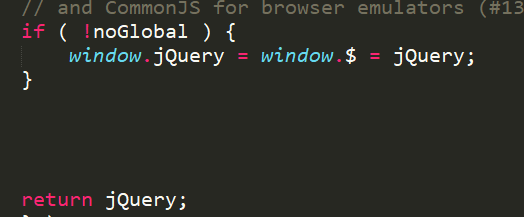 // and CommonJS for browser emulators (#13
if ( !noGlobal ) {
window.jQuery = window.$ = jQuery;
}
return jQuery;